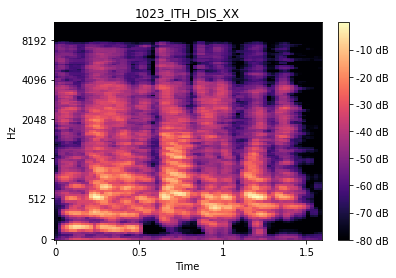 1023_ITH_DIS_XX
8192
4096
2048
1024
512
0
Hz
0
0.5
1
1.5
Time
-10 dB
-20 dB
-30 dB
-40 dB
-50 dB
-60 dB
-70 dB
-80 dB